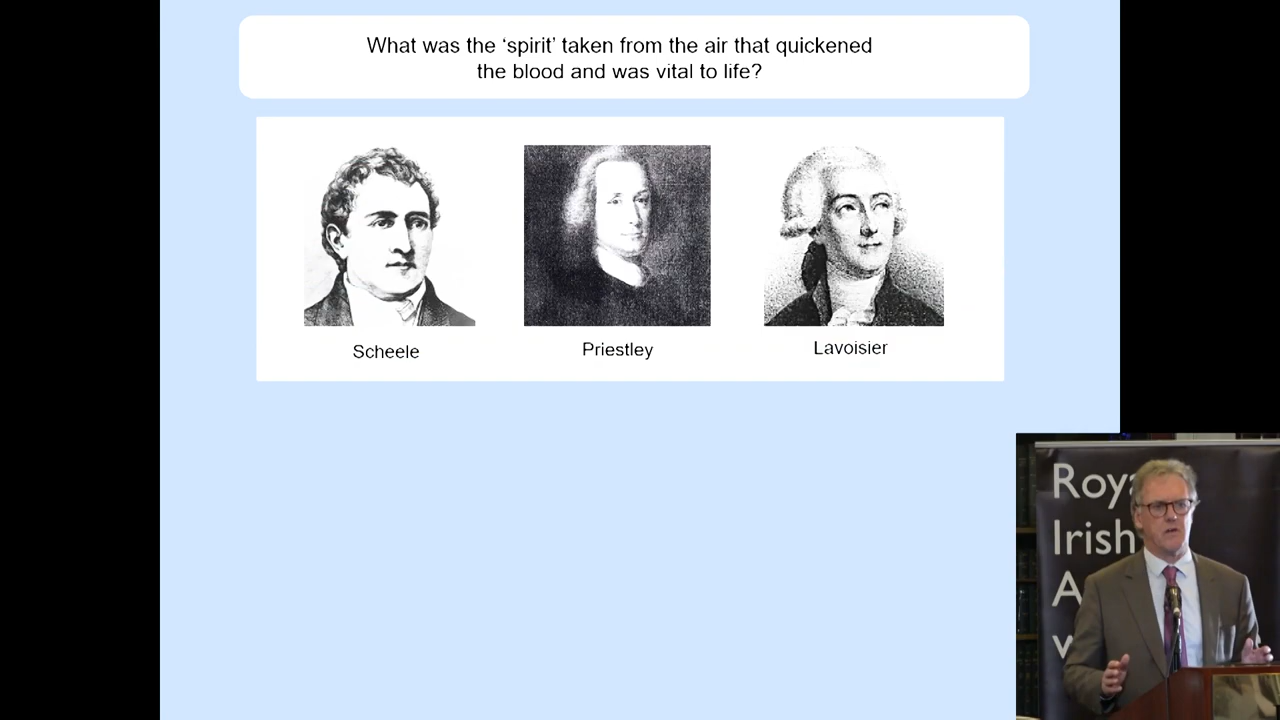 What was the ‘spirit’ taken from the air that quickened
the blood and was vital to life?
Scheele
Priestley
Lavoisier
Irish